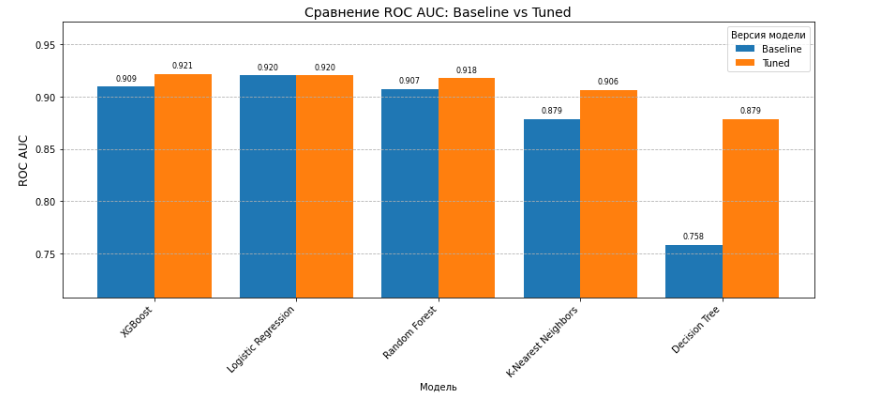 Сравнение ROC AUC: Baseline vs Tuned
Версия модели
Baseline
Tuned
ROC AUC
0.95
0.90
0.85
0.80
0.75
0.909
0.921
0.920
0.920
0.907
0.918
0.879
0.906
0.758
0.879
XGBoost
Logistic Regression
Random Forest
K-Nearest Neighbors
Decision Tree
Модель